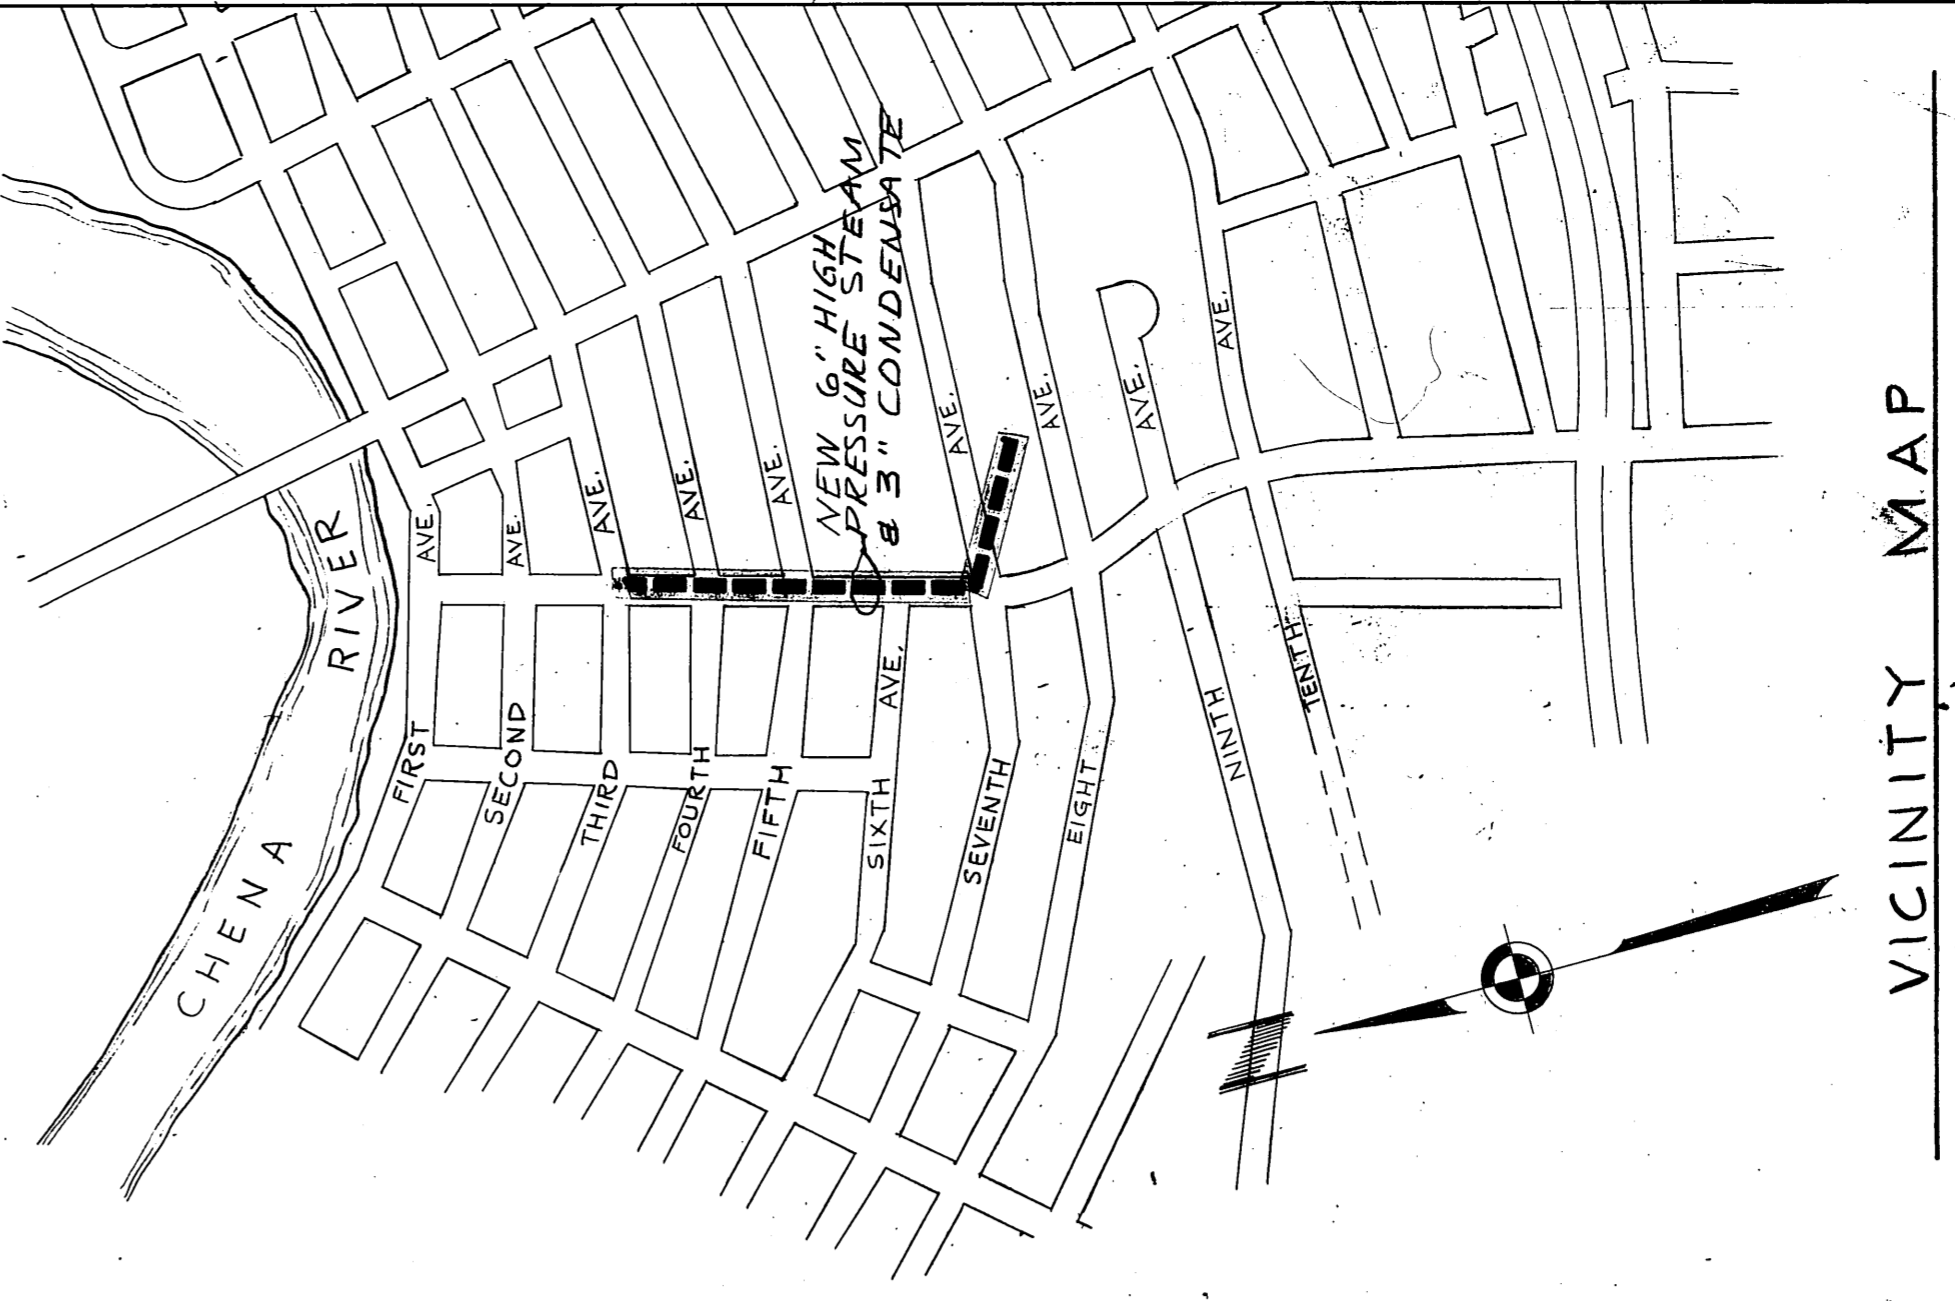 NEW 6" HIGH
PRESSURE STEAM
& 3" CONDENSATE
CHENA RIVER
FIRST AVE.
SECOND AVE.
THIRD AVE.
FOURTH AVE.
FIFTH AVE.
SIXTH AVE.
SEVENTH AVE.
EIGHT AVE.
NINTH AVE.
TENTH AVE.
N
VICINITY MAP